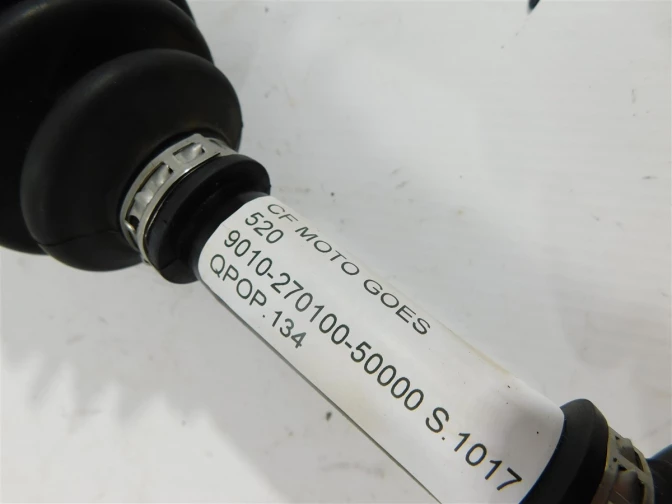 CF MOTO GOES
520
9010-270100-50000 S.1017
QPOP.134